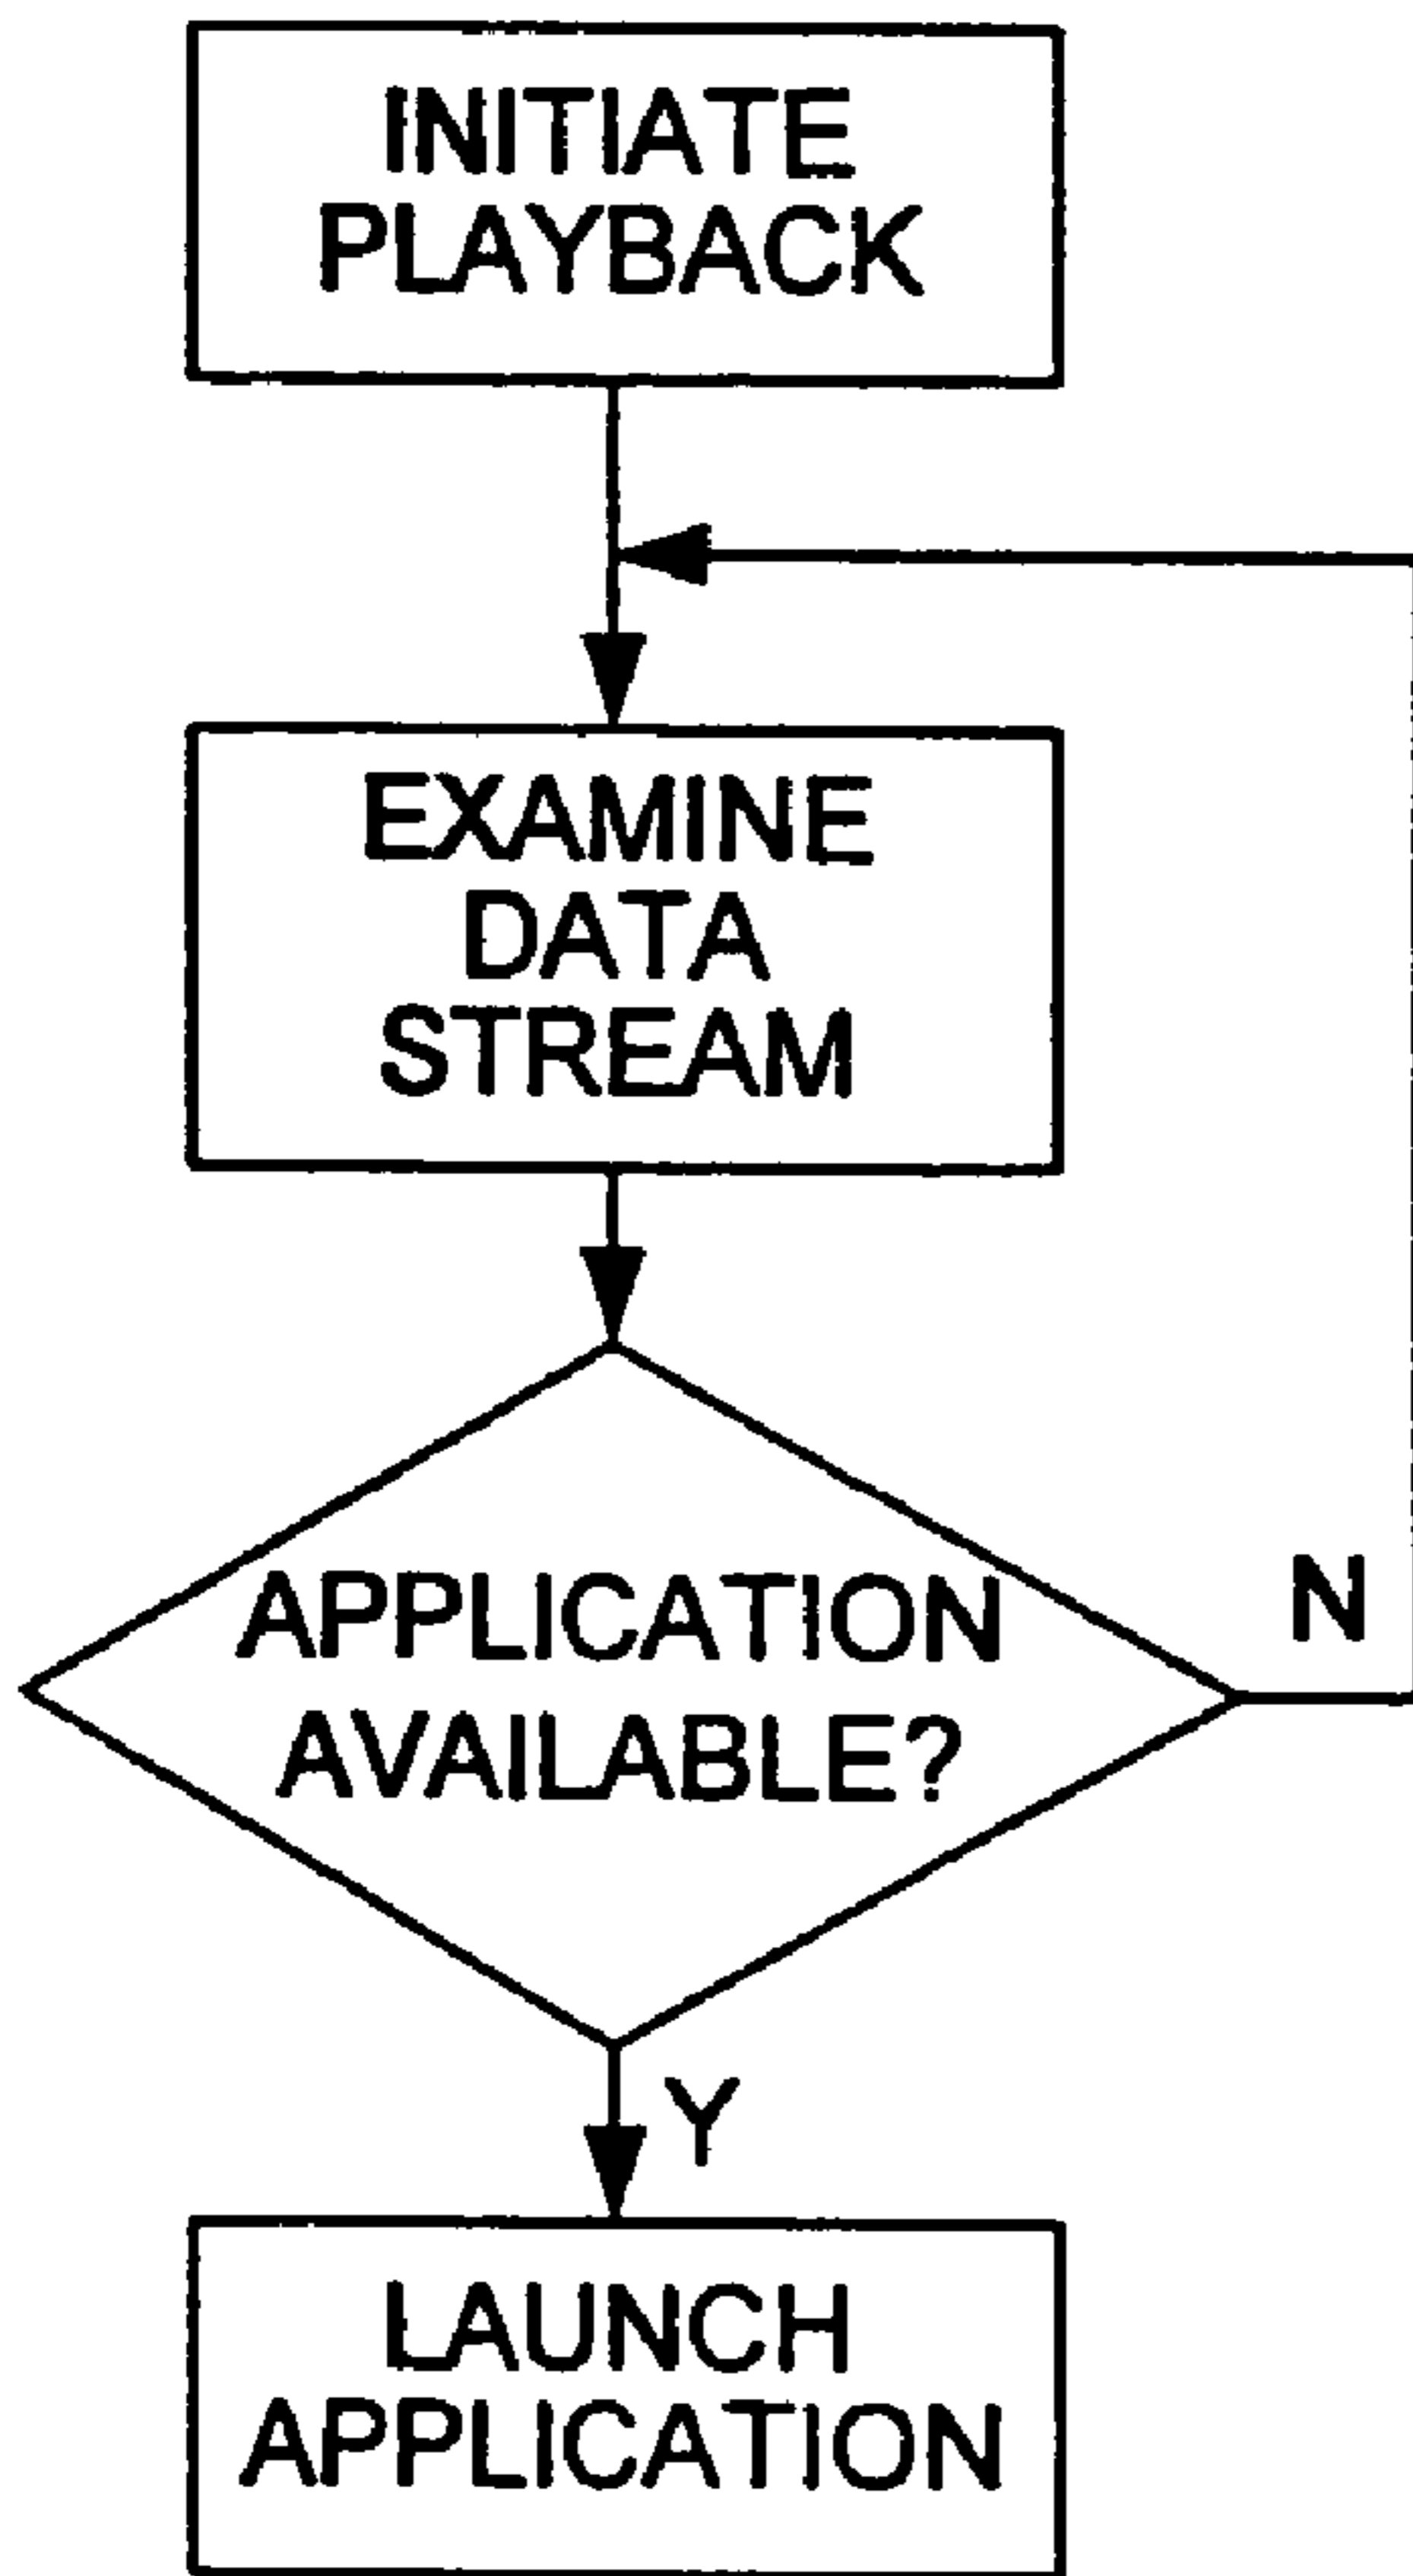 INITIATE
PLAYBACK
EXAMINE
DATA
STREAM
APPLICATION
AVAILABLE?
N
Y
LAUNCH
APPLICATION